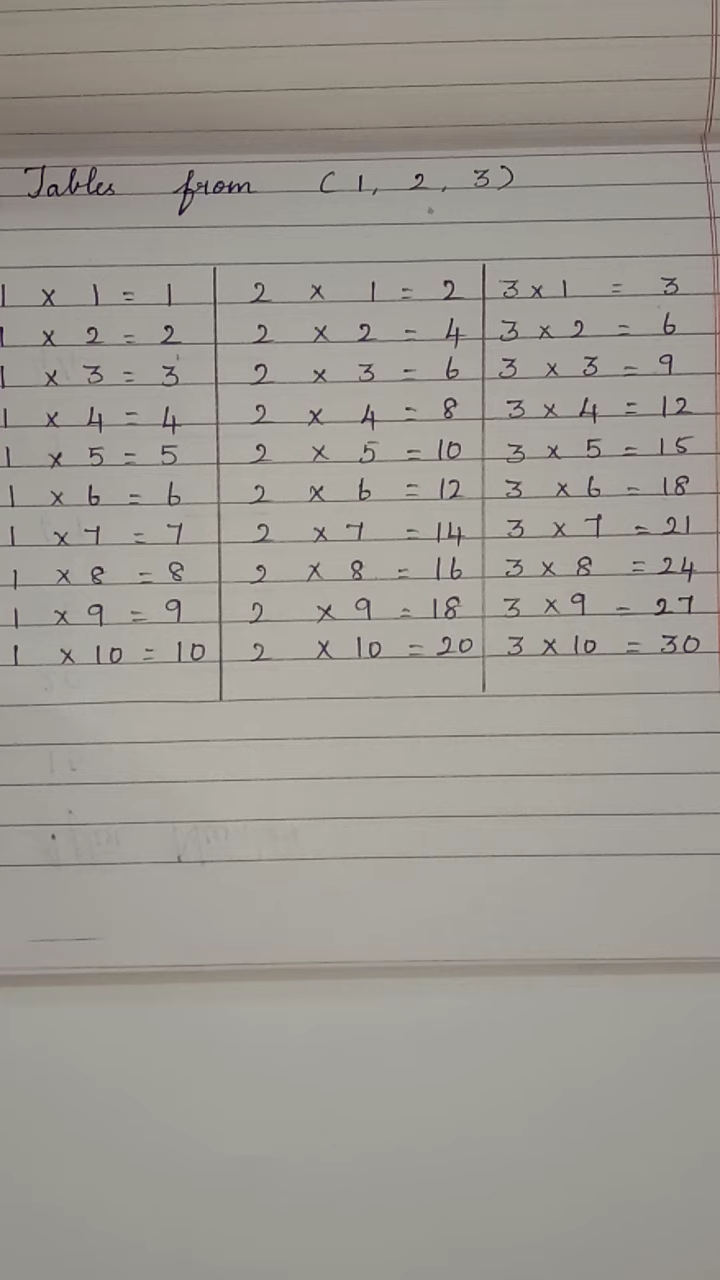 Tables from (1, 2, 3)
1 x 1 = 1 2 x 1 = 2 3 x 1 = 3
1 x 2 = 2 2 x 2 = 4 3 x 2 = 6
1 x 3 = 3 2 x 3 = 6 3 x 3 = 9
1 x 4 = 4 2 x 4 = 8 3 x 4 = 12
1 x 5 = 5 2 x 5 = 10 3 x 5 = 15
1 x 6 = 6 2 x 6 = 12 3 x 6 = 18
1 x 7 = 7 2 x 7 = 14 3 x 7 = 21
1 x 8 = 8 2 x 8 = 16 3 x 8 = 24
1 x 9 = 9 2 x 9 = 18 3 x 9 = 27
1 x 10 = 10 2 x 10 = 20 3 x 10 = 30